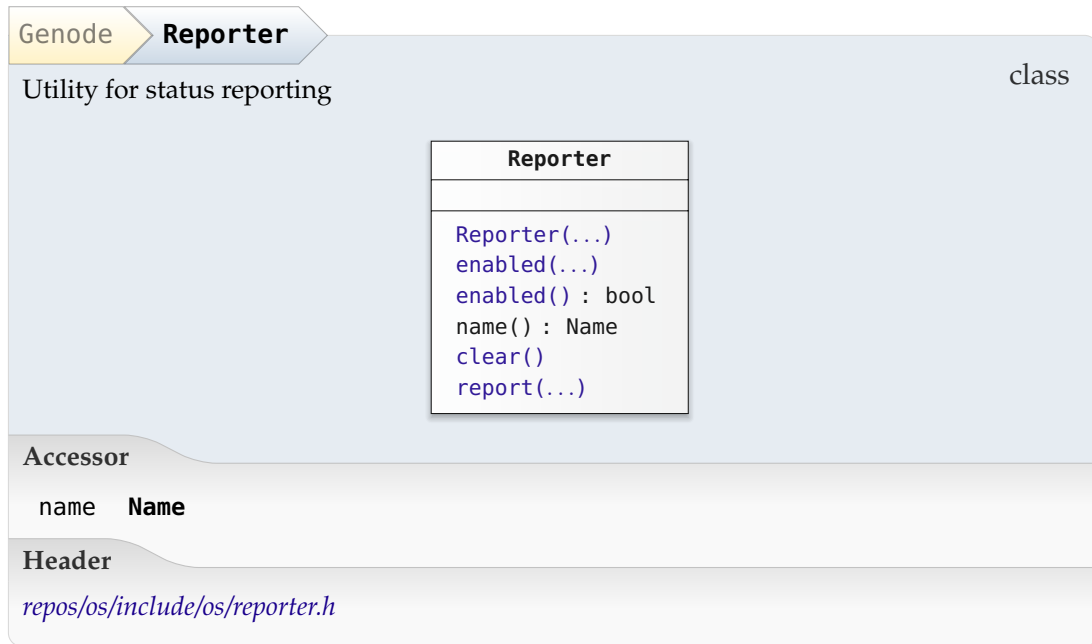 Genode Reporter
Utility for status reporting
class
Reporter
Reporter(...)
enabled(...)
enabled() : bool
name() : Name
clear()
report(...)
Accessor
name Name
Header
repos/os/include/os/reporter.h